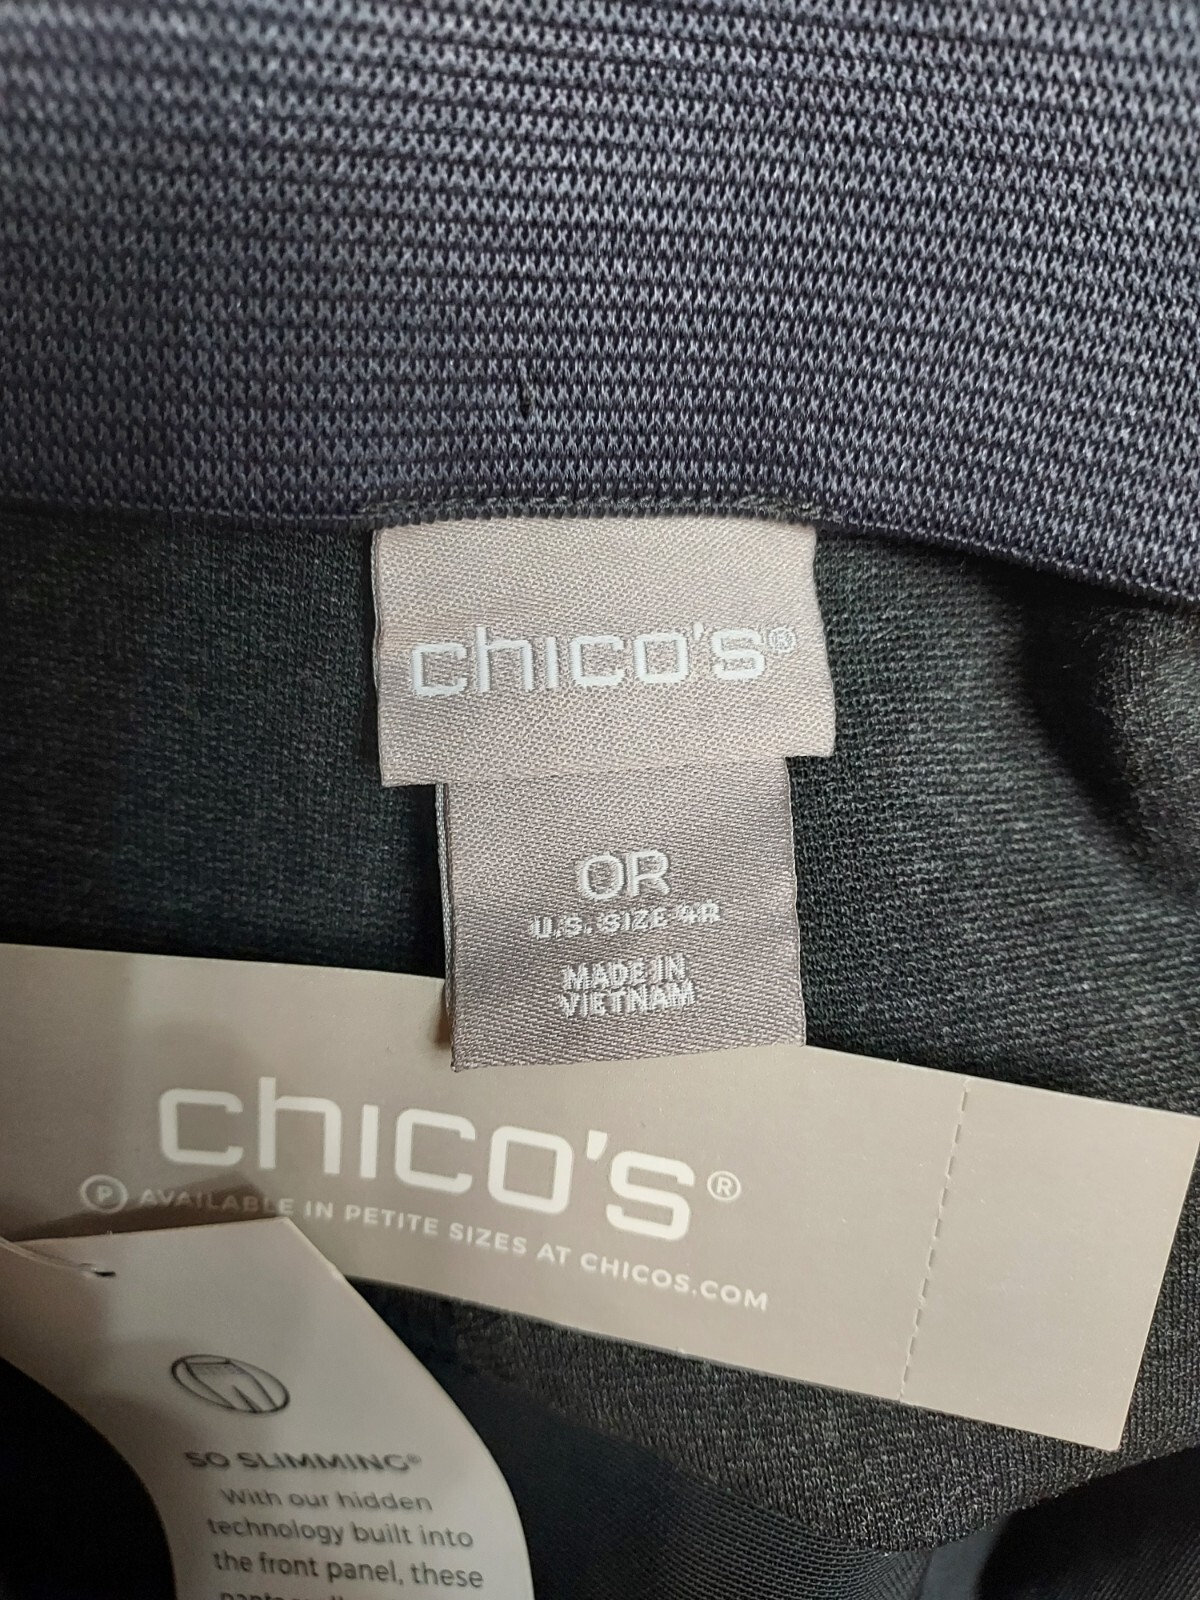 chico's®
OR
U.S. SIZE 4R
MADE IN
VIETNAM
chico's®
P AVAILABLE IN PETITE SIZES AT CHICOS.COM
SO SLIMMING®
With our hidden
technology built into
the front panel, these